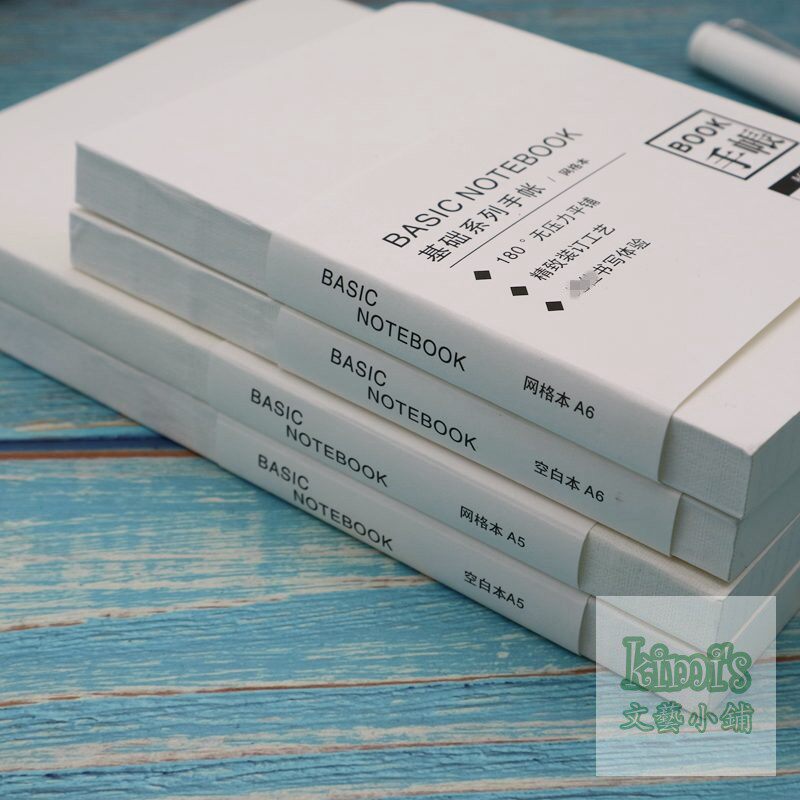 BOOK
手帳
BASIC NOTEBOOK
基础系列手帐 / 网格本
180°无压力平铺
精致装订工艺
书写体验
BASIC
NOTEBOOK
网格本 A6
BASIC
NOTEBOOK
空白本 A6
BASIC
NOTEBOOK
网格本 A5
BASIC
NOTEBOOK
空白本A5
kimi's
文藝小鋪